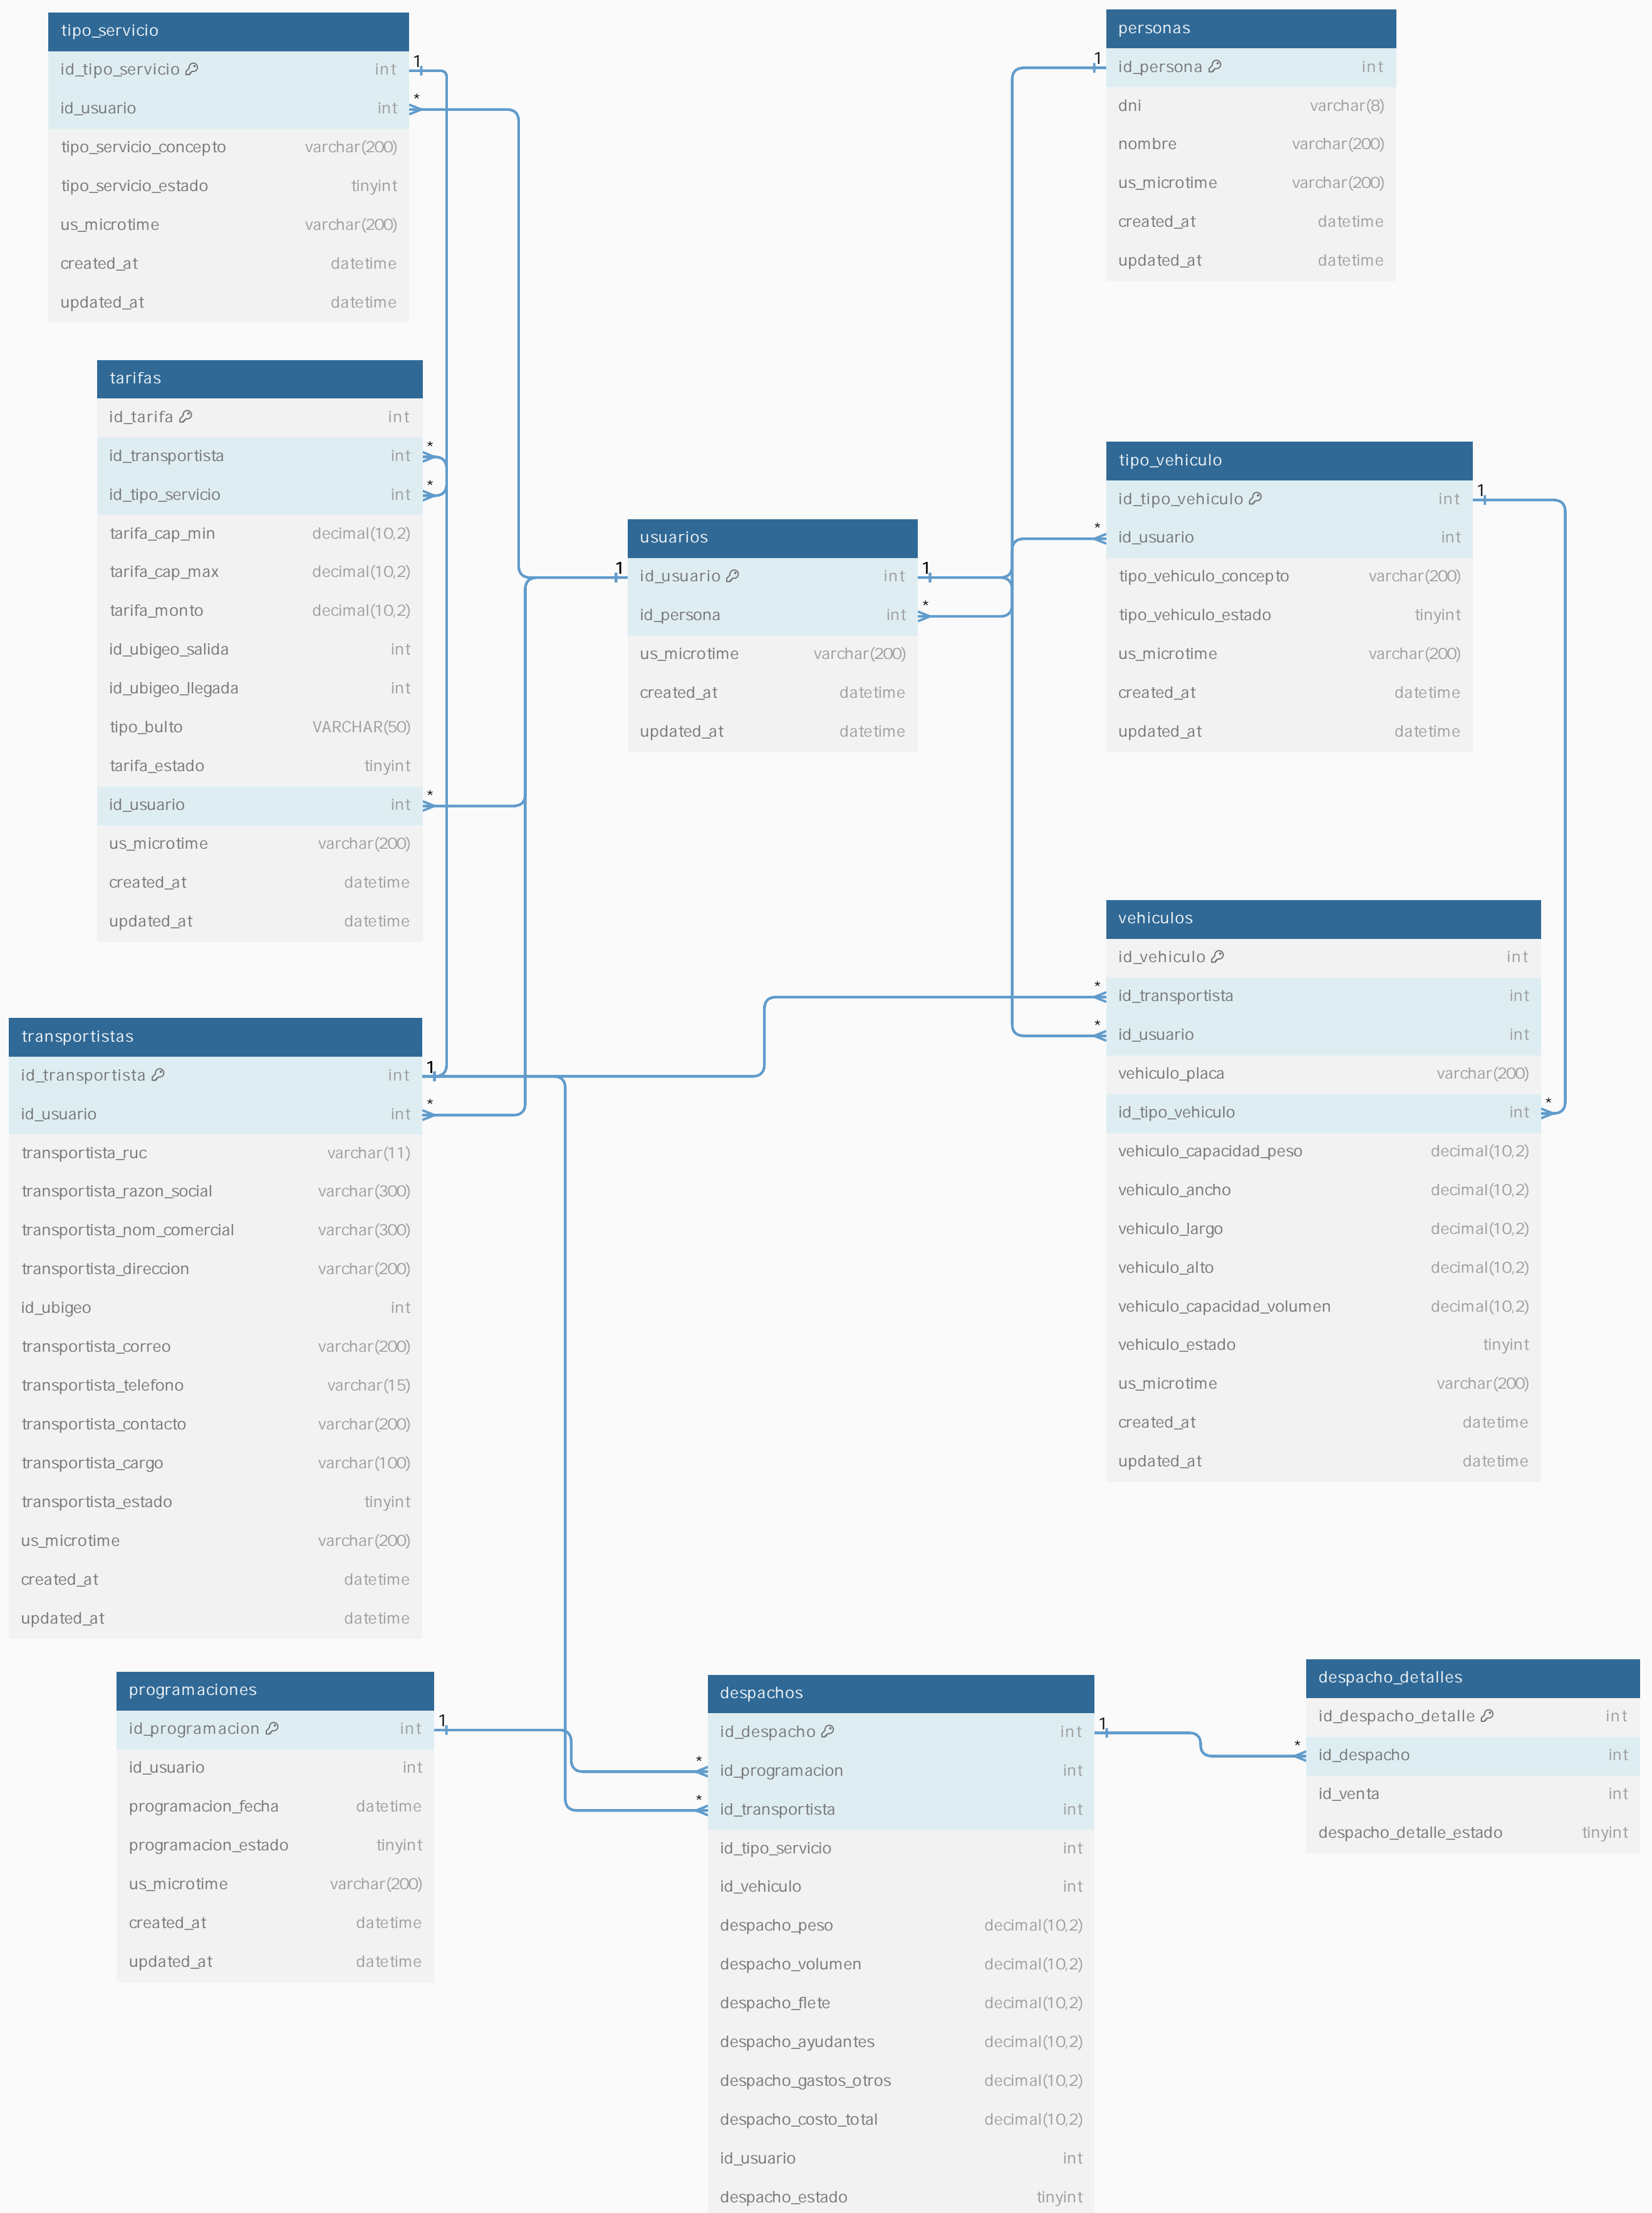 tipo_servicio
id_tipo_servicio int
id_usuario int
tipo_servicio_concepto varchar(200)
tipo_servicio_estado tinyint
us_microtime varchar(200)
created_at datetime
updated_at datetime
1
*
personas
id_persona int
dni varchar(8)
nombre varchar(200)
us_microtime varchar(200)
created_at datetime
updated_at datetime
1
tarifas
id_tarifa int
id_transportista int
id_tipo_servicio int
tarifa_cap_min decimal(10,2)
tarifa_cap_max decimal(10,2)
tarifa_monto decimal(10,2)
id_ubigeo_salida int
id_ubigeo_llegada int
tipo_bulto VARCHAR(50)
tarifa_estado tinyint
id_usuario int
us_microtime varchar(200)
created_at datetime
updated_at datetime
*
*
*
usuarios
id_usuario int
id_persona int
us_microtime varchar(200)
created_at datetime
updated_at datetime
1
1
*
tipo_vehiculo
id_tipo_vehiculo int
id_usuario int
tipo_vehiculo_concepto varchar(200)
tipo_vehiculo_estado tinyint
us_microtime varchar(200)
created_at datetime
updated_at datetime
1
*
vehiculos
id_vehiculo int
id_transportista int
id_usuario int
vehiculo_placa varchar(200)
id_tipo_vehiculo int
vehiculo_capacidad_peso decimal(10,2)
vehiculo_ancho decimal(10,2)
vehiculo_largo decimal(10,2)
vehiculo_alto decimal(10,2)
vehiculo_capacidad_volumen decimal(10,2)
vehiculo_estado tinyint
us_microtime varchar(200)
created_at datetime
updated_at datetime
*
*
*
transportistas
id_transportista int
id_usuario int
transportista_ruc varchar(11)
transportista_razon_social varchar(300)
transportista_nom_comercial varchar(300)
transportista_direccion varchar(200)
id_ubigeo int
transportista_correo varchar(200)
transportista_telefono varchar(15)
transportista_contacto varchar(200)
transportista_cargo varchar(100)
transportista_estado tinyint
us_microtime varchar(200)
created_at datetime
updated_at datetime
1
*
programaciones
id_programacion int
id_usuario int
programacion_fecha datetime
programacion_estado tinyint
us_microtime varchar(200)
created_at datetime
updated_at datetime
1
despachos
id_despacho int
id_programacion int
id_transportista int
id_tipo_servicio int
id_vehiculo int
despacho_peso decimal(10,2)
despacho_volumen decimal(10,2)
despacho_flete decimal(10,2)
despacho_ayudantes decimal(10,2)
despacho_gastos_otros decimal(10,2)
despacho_costo_total decimal(10,2)
id_usuario int
despacho_estado tinyint
1
*
*
despacho_detalles
id_despacho_detalle int
id_despacho int
id_venta int
despacho_detalle_estado tinyint
*